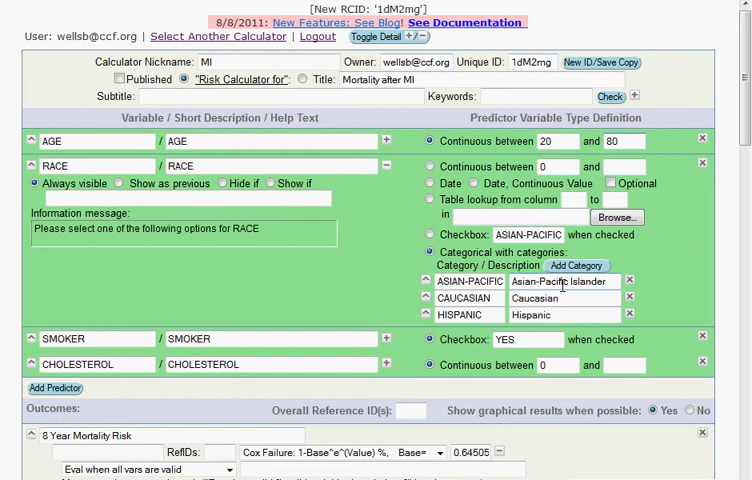 [New RCID: '1dM2mg']
8/8/2011: New Features: See Blog! See Documentation
User: wellsb@ccf.org Select Another Calculator | Logout Toggle Detail +/-
Calculator Nickname: MI Owner: wellsb@ccf.org Unique ID: 1dM2mg New ID/Save Copy
Published "Risk Calculator for": Title: Mortality after MI
Subtitle: Keywords: Check +
Variable / Short Description / Help Text Predictor Variable Type Definition
AGE / AGE + Continuous between 20 and 80 X
RACE / RACE − Continuous between 0 and X
Always visible Show as previous Hide if Show if Date Date, Continuous Value Optional
Table lookup from column to
Information message: in Browse...
Please select one of the following options for RACE Checkbox: ASIAN-PACIFIC when checked
Categorical with categories:
Category / Description Add Category
ASIAN-PACIFIC Asian-Pacific Islander X
CAUCASIAN Caucasian X
HISPANIC Hispanic X
SMOKER / SMOKER + Checkbox: YES when checked X
CHOLESTEROL / CHOLESTEROL + Continuous between 0 and X
Add Predictor
Outcomes: Overall Reference ID(s): Show graphical results when possible: Yes No
8 Year Mortality Risk X
RefIDs: Cox Failure: 1-Base^e^(Value) %, Base= 0.64505 −
Eval when all vars are valid